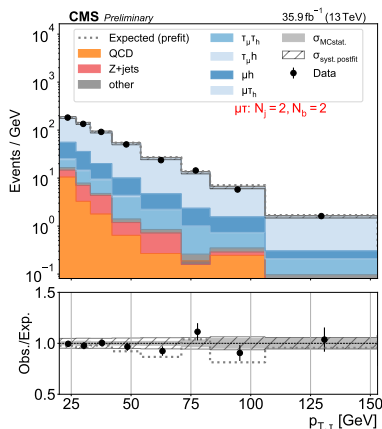 CMS Preliminary 35.9 fb⁻¹ (13 TeV)
Expected (prefit) τμτh σMCstat.
QCD τμh σsyst. postfit
Z+jets μh Data
other μτh
μτ: Nj = 2, Nb = 2
Events / GeV
10⁴
10³
10²
10¹
10⁰
10⁻¹
Obs./Exp.
1.5
1.0
0.5
25 50 75 100 125 150
pT,τ [GeV]